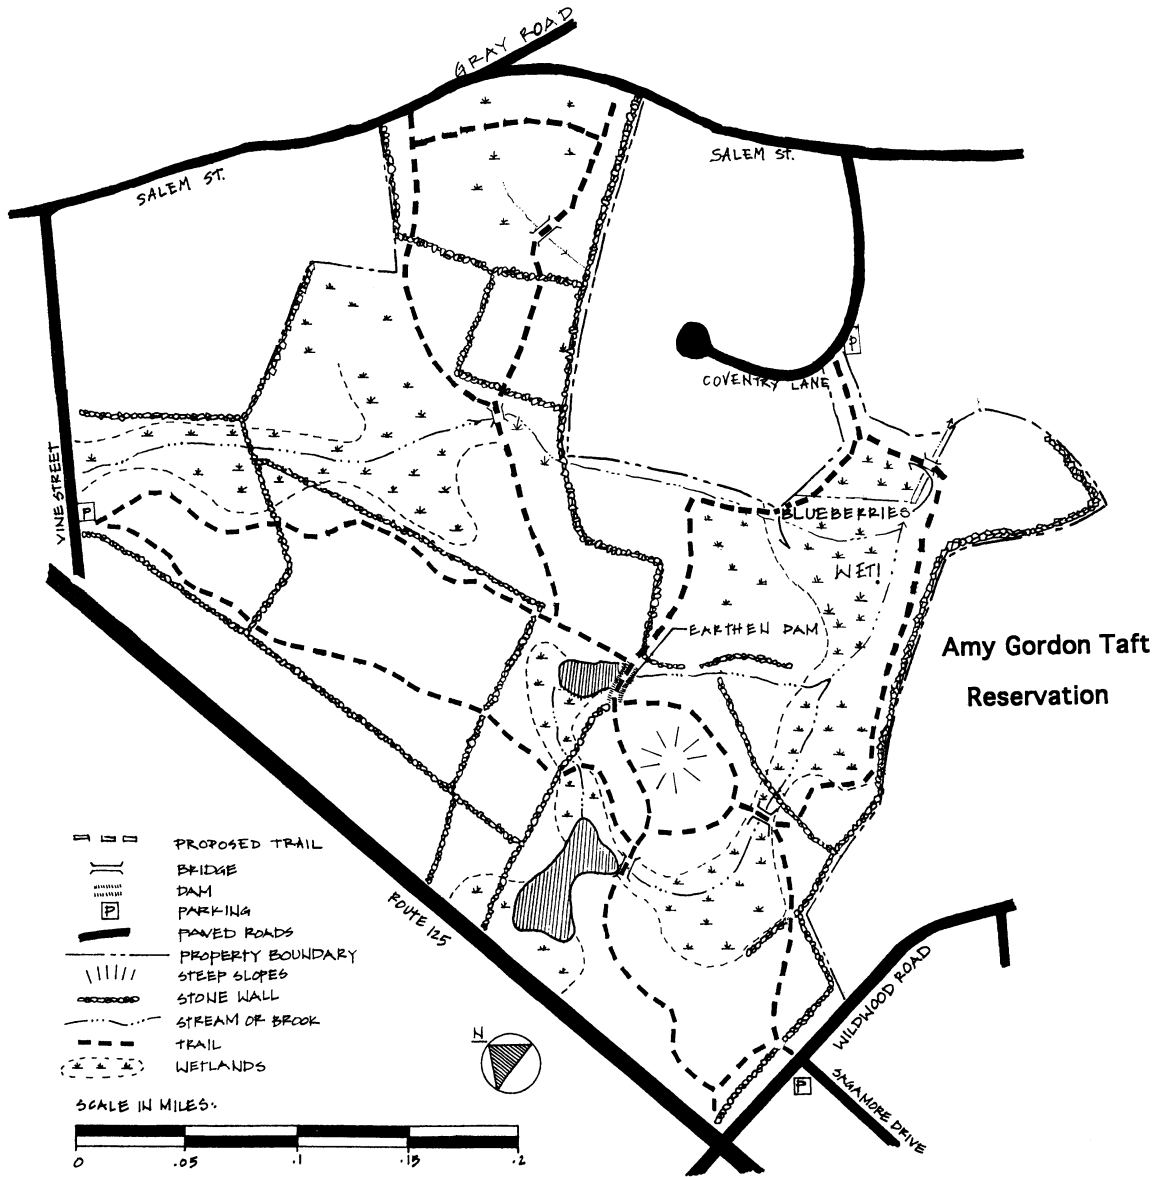 GRAY ROAD
SALEM ST.
SALEM ST.
P
COVENTRY LANE
VINE STREET
P
BLUEBERRIES
WET!
EARTHEN DAM
Amy Gordon Taft
Reservation
PROPOSED TRAIL
BRIDGE
DAM
P PARKING
PAVED ROADS
PROPERTY BOUNDARY
STEEP SLOPES
STONE WALL
STREAM OR BROOK
TRAIL
WETLANDS
ROUTE 125
WILDWOOD ROAD
N
SAGAMORE DRIVE
P
SCALE IN MILES:
0 .05 .1 .15 .2